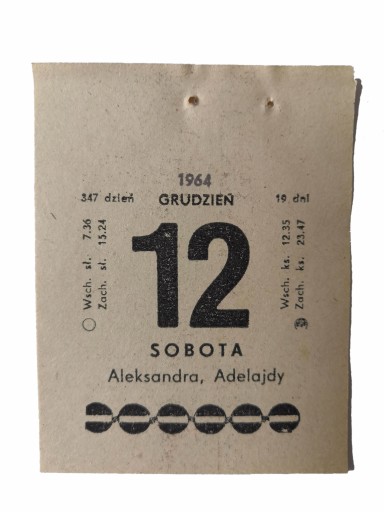 1964
347 dzień GRUDZIEŃ 19 dni
Wsch. sł. 7.36
Zach. sł. 15.24
12
Wsch. ks. 12.35
Zach. ks. 23.47
SOBOTA
Aleksandra, Adelajdy